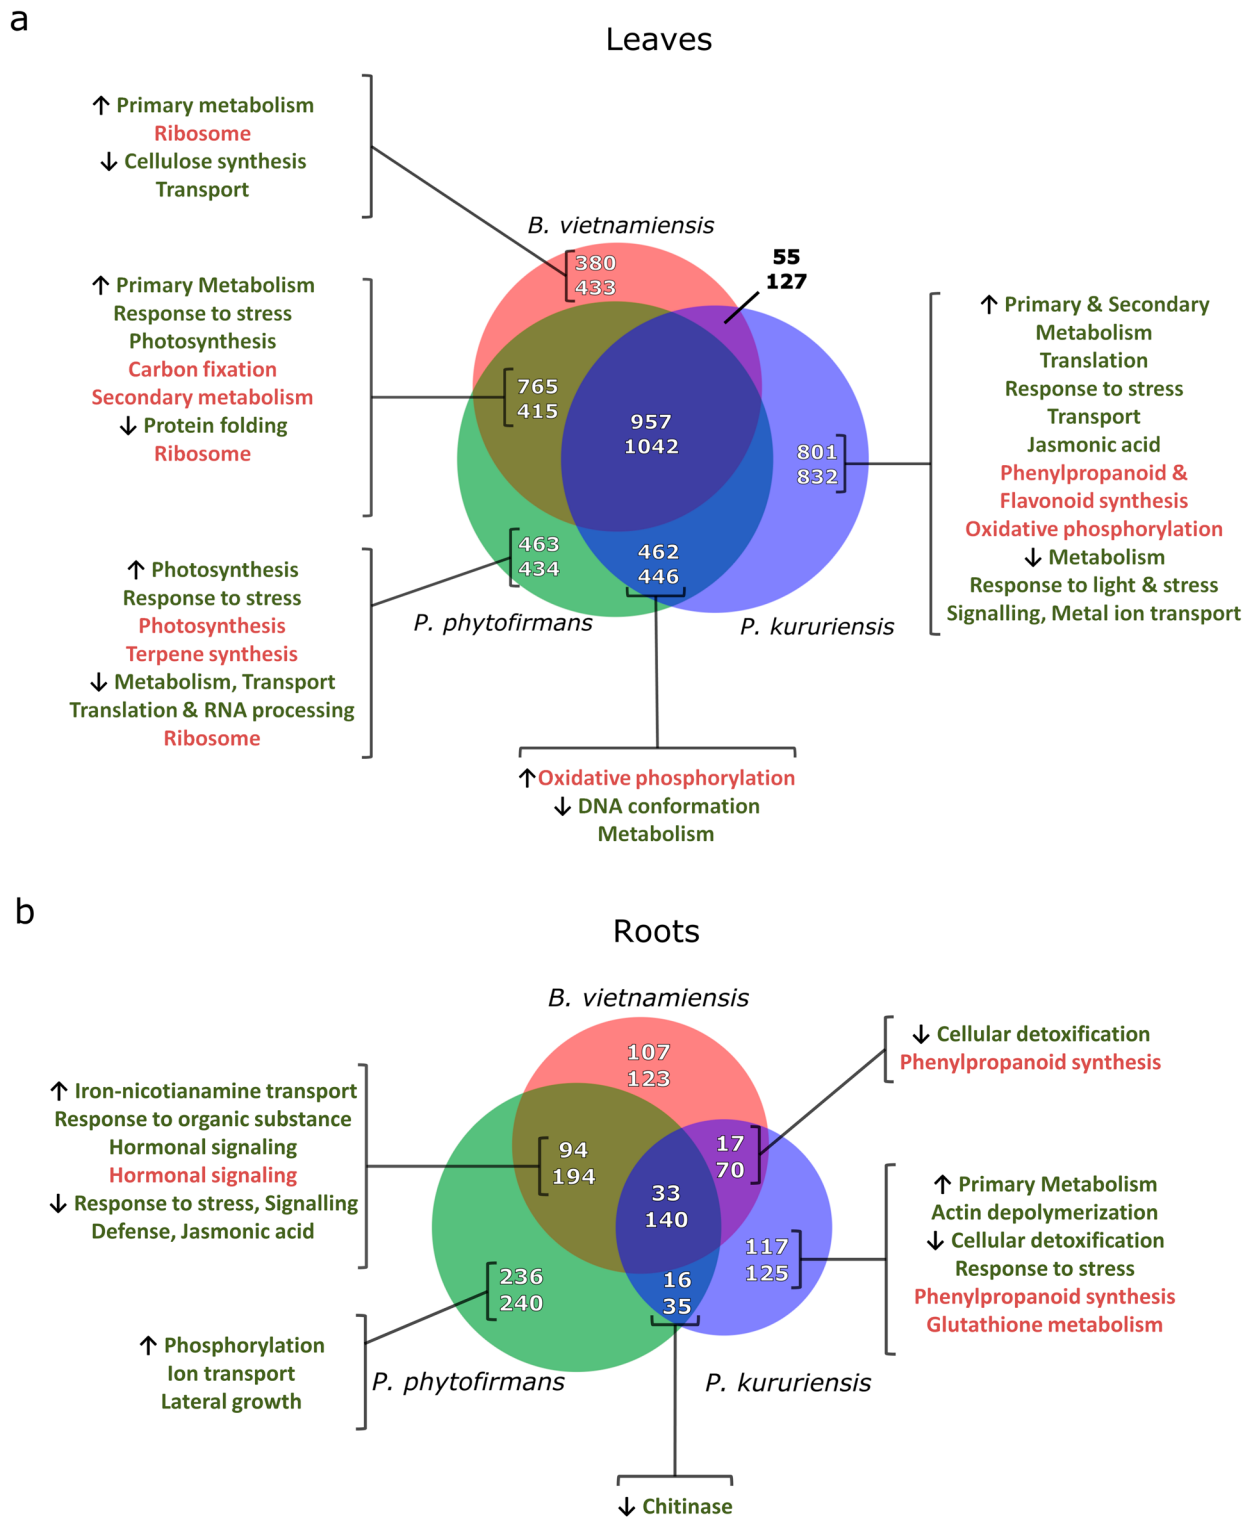 a
Leaves
↑ Primary metabolism
Ribosome
↓ Cellulose synthesis
Transport
B. vietnamiensis
380
433
55
127
↑ Primary Metabolism
Response to stress
Photosynthesis
Carbon fixation
Secondary metabolism
↓ Protein folding
Ribosome
765
415
957
1042
801
832
↑ Primary & Secondary
Metabolism
Translation
Response to stress
Transport
Jasmonic acid
Phenylpropanoid &
Flavonoid synthesis
Oxidative phosphorylation
↓ Metabolism
Response to light & stress
Signalling, Metal ion transport
↑ Photosynthesis
Response to stress
Photosynthesis
Terpene synthesis
↓ Metabolism, Transport
Translation & RNA processing
Ribosome
463
434
462
446
P. phytofirmans
P. kururiensis
↑Oxidative phosphorylation
↓ DNA conformation
Metabolism
b
Roots
B. vietnamiensis
107
123
↓ Cellular detoxification
Phenylpropanoid synthesis
↑ Iron-nicotianamine transport
Response to organic substance
Hormonal signaling
Hormonal signaling
↓ Response to stress, Signalling
Defense, Jasmonic acid
94
194
17
70
33
140
117
125
↑ Primary Metabolism
Actin depolymerization
↓ Cellular detoxification
Response to stress
Phenylpropanoid synthesis
Glutathione metabolism
236
240
16
35
↑ Phosphorylation
Ion transport
Lateral growth
P. phytofirmans
P. kururiensis
↓ Chitinase